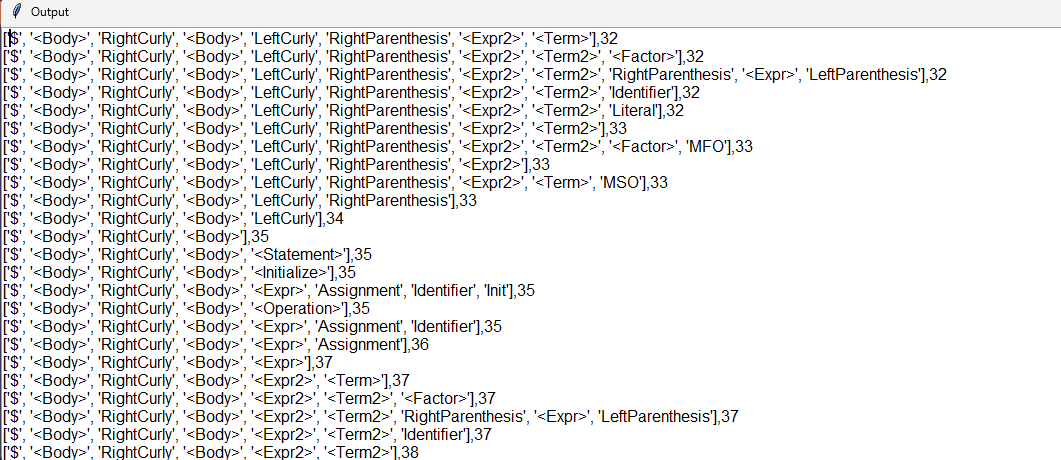 Output
['$', '<Body>', 'RightCurly', '<Body>', 'LeftCurly', 'RightParenthesis', '<Expr2>', '<Term>'],32
['$', '<Body>', 'RightCurly', '<Body>', 'LeftCurly', 'RightParenthesis', '<Expr2>', '<Term2>', '<Factor>'],32
['$', '<Body>', 'RightCurly', '<Body>', 'LeftCurly', 'RightParenthesis', '<Expr2>', '<Term2>', 'RightParenthesis', '<Expr>', 'LeftParenthesis'],32
['$', '<Body>', 'RightCurly', '<Body>', 'LeftCurly', 'RightParenthesis', '<Expr2>', '<Term2>', 'Identifier'],32
['$', '<Body>', 'RightCurly', '<Body>', 'LeftCurly', 'RightParenthesis', '<Expr2>', '<Term2>', 'Literal'],32
['$', '<Body>', 'RightCurly', '<Body>', 'LeftCurly', 'RightParenthesis', '<Expr2>', '<Term2>'],33
['$', '<Body>', 'RightCurly', '<Body>', 'LeftCurly', 'RightParenthesis', '<Expr2>', '<Term2>', '<Factor>', 'MFO'],33
['$', '<Body>', 'RightCurly', '<Body>', 'LeftCurly', 'RightParenthesis', '<Expr2>'],33
['$', '<Body>', 'RightCurly', '<Body>', 'LeftCurly', 'RightParenthesis', '<Expr2>', '<Term>', 'MSO'],33
['$', '<Body>', 'RightCurly', '<Body>', 'LeftCurly', 'RightParenthesis'],33
['$', '<Body>', 'RightCurly', '<Body>', 'LeftCurly'],34
['$', '<Body>', 'RightCurly', '<Body>'],35
['$', '<Body>', 'RightCurly', '<Body>', '<Statement>'],35
['$', '<Body>', 'RightCurly', '<Body>', '<Initialize>'],35
['$', '<Body>', 'RightCurly', '<Body>', '<Expr>', 'Assignment', 'Identifier', 'Init'],35
['$', '<Body>', 'RightCurly', '<Body>', '<Operation>'],35
['$', '<Body>', 'RightCurly', '<Body>', '<Expr>', 'Assignment', 'Identifier'],35
['$', '<Body>', 'RightCurly', '<Body>', '<Expr>', 'Assignment'],36
['$', '<Body>', 'RightCurly', '<Body>', '<Expr>'],37
['$', '<Body>', 'RightCurly', '<Body>', '<Expr2>', '<Term>'],37
['$', '<Body>', 'RightCurly', '<Body>', '<Expr2>', '<Term2>', '<Factor>'],37
['$', '<Body>', 'RightCurly', '<Body>', '<Expr2>', '<Term2>', 'RightParenthesis', '<Expr>', 'LeftParenthesis'],37
['$', '<Body>', 'RightCurly', '<Body>', '<Expr2>', '<Term2>', 'Identifier'],37
['$', '<Body>', 'RightCurly', '<Body>', '<Expr2>', '<Term2>'],38